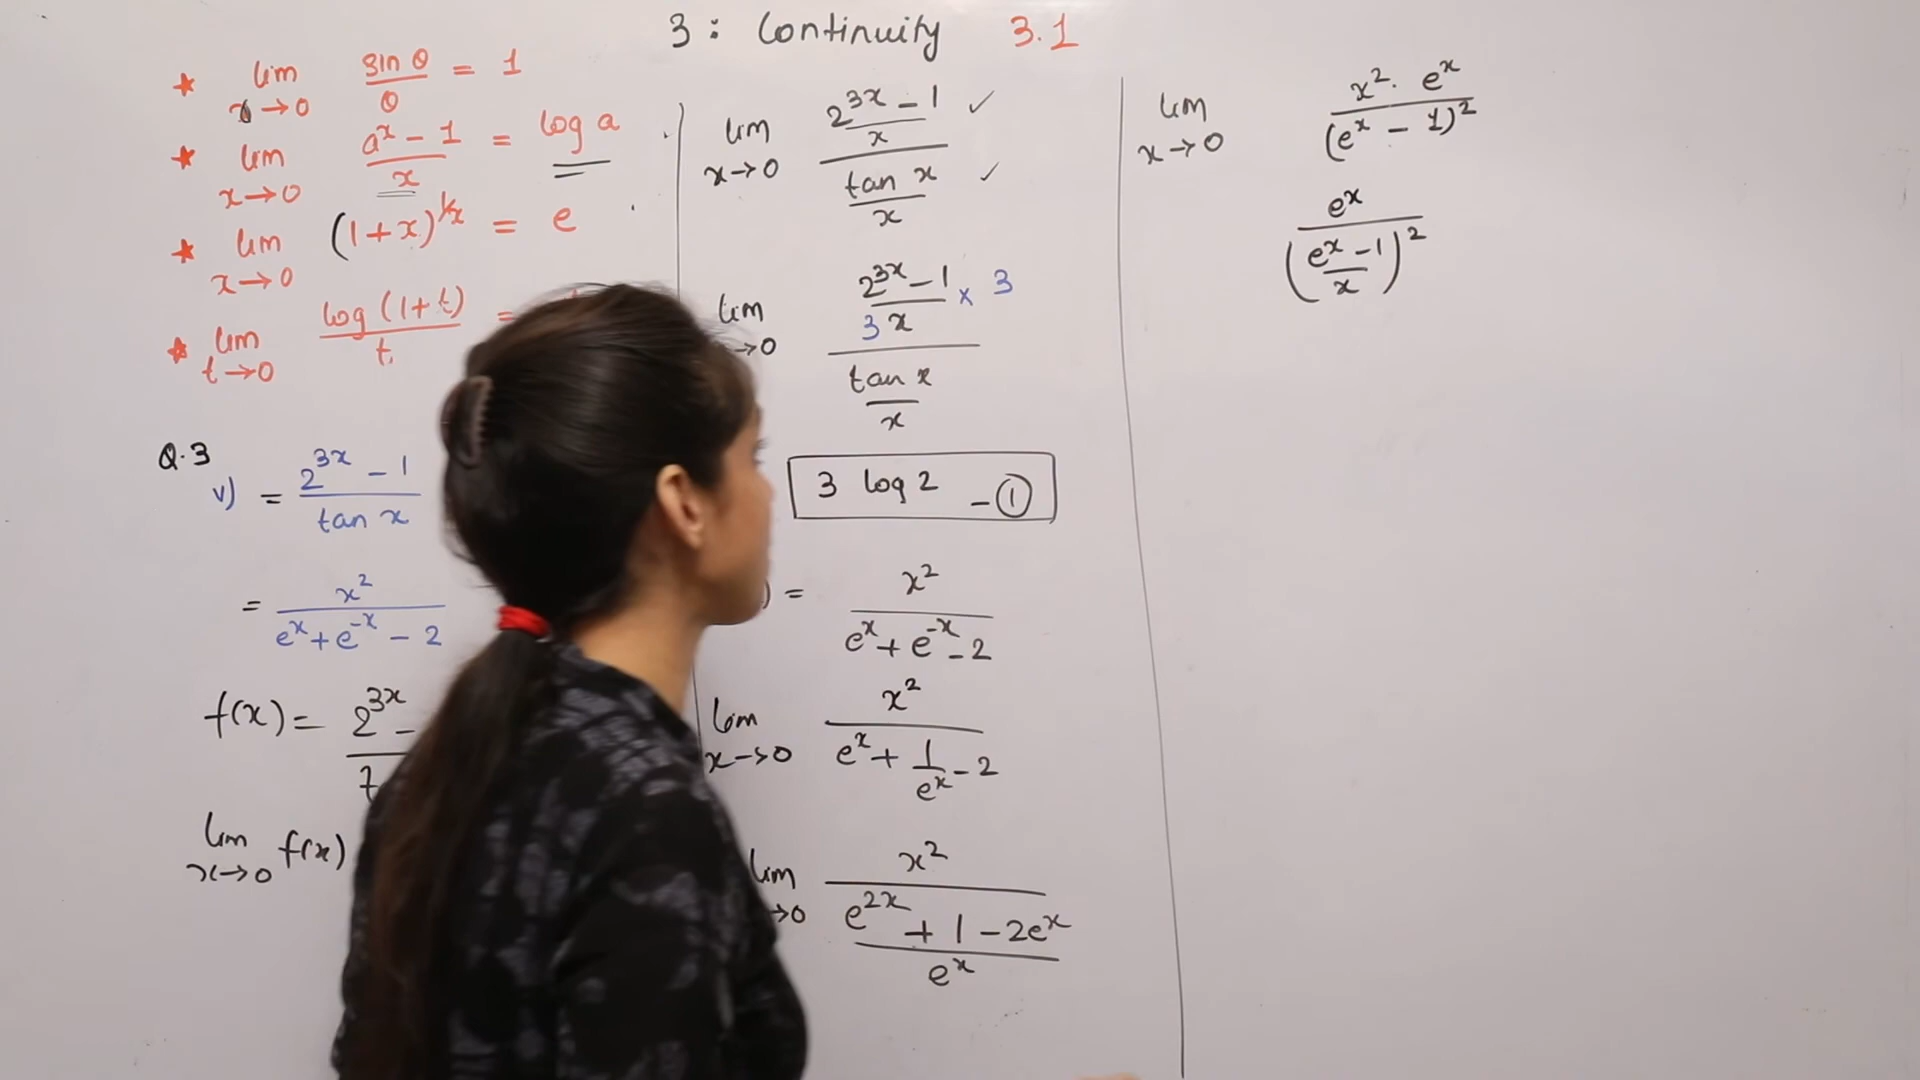 3 : Continuity 3.1
★ lim x→0 sin θ / θ = 1
★ lim x→0 (a^x - 1) / x = log a
★ lim x→0 (1+x)^(1/x) = e
★ lim t→0 log (1+t) / t =
Q.3
v) = (2^(3x) - 1) / tan x
= x² / (e^x + e^-x - 2)
f(x) = 2^(3x) -
lim x→0 f(x)
lim x→0 ((2^(3x) - 1) / x) ✓ / (tan x / x) ✓
lim →0 ((2^(3x) - 1) / 3x × 3) / (tan x / x)
3 log 2 - ①
) = x² / (e^x + e^-x - 2)
lim x→0 x² / (e^x + 1/e^x - 2)
lim →0 x² / ((e^(2x) + 1 - 2e^x) / e^x)
lim x→0 x² · e^x / (e^x - 1)²
e^x / ((e^x - 1) / x)²